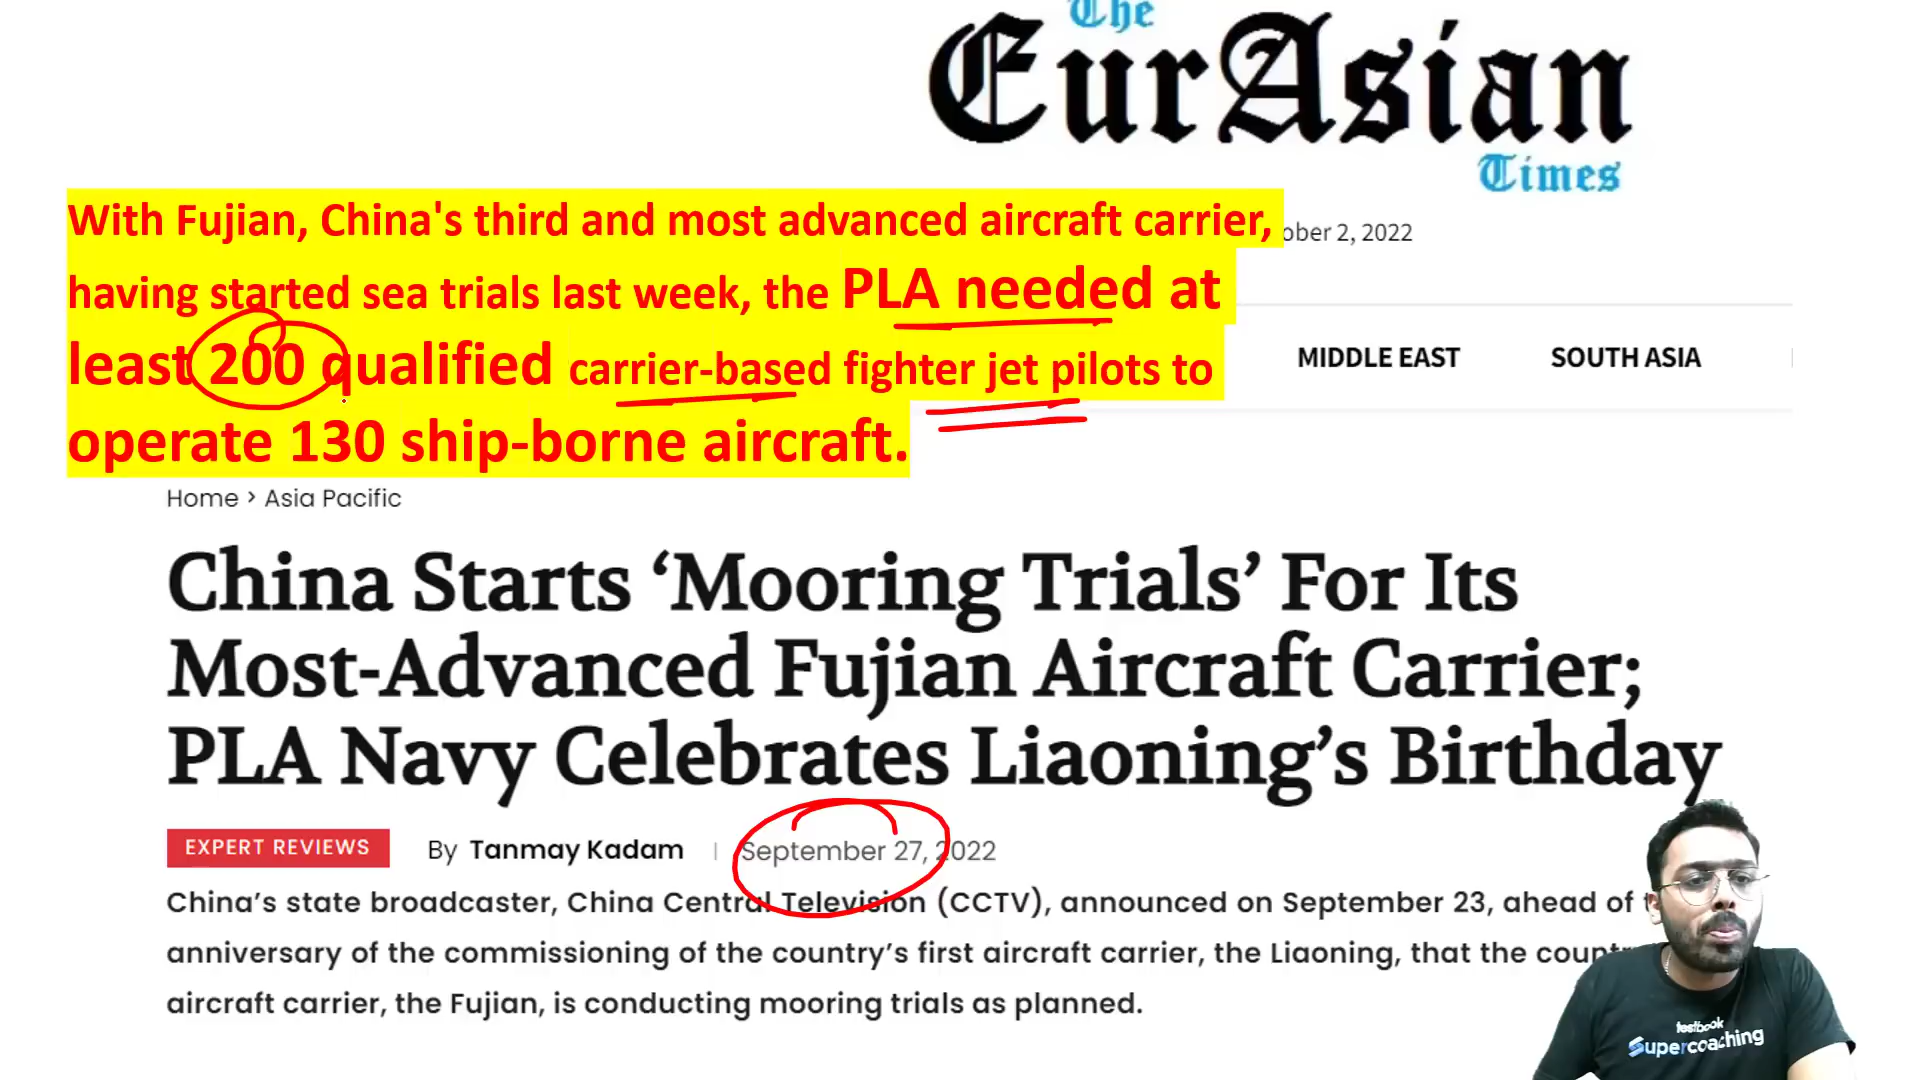 The
EurAsian
Times
With Fujian, China's third and most advanced aircraft carrier,
ober 2, 2022
having started sea trials last week, the PLA needed at
least 200 qualified carrier-based fighter jet pilots to
MIDDLE EAST SOUTH ASIA
operate 130 ship-borne aircraft.
Home > Asia Pacific
China Starts ‘Mooring Trials’ For Its
Most-Advanced Fujian Aircraft Carrier;
PLA Navy Celebrates Liaoning’s Birthday
EXPERT REVIEWS By Tanmay Kadam | September 27, 2022
China’s state broadcaster, China Central Television (CCTV), announced on September 23, ahead of
anniversary of the commissioning of the country’s first aircraft carrier, the Liaoning, that the
aircraft carrier, the Fujian, is conducting mooring trials as planned.
testbook
Supercoaching